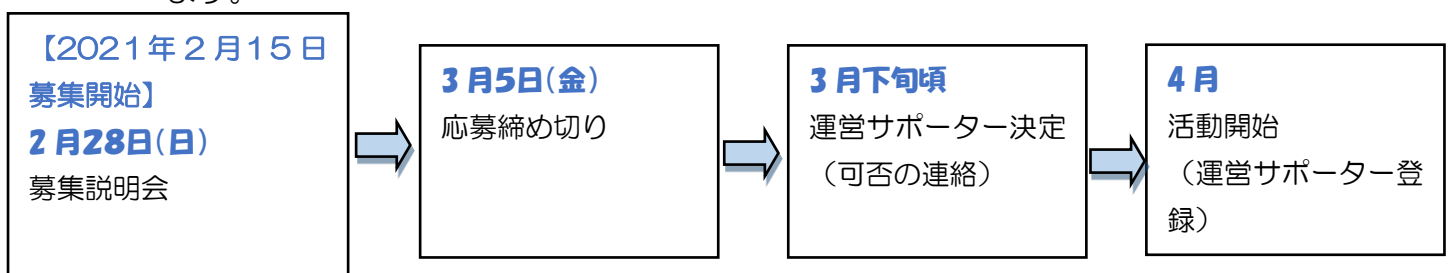 ます。
【2021年2月15日
募集開始】
2月28日(日)
募集説明会
3月5日(金)
応募締め切り
3月下旬頃
運営サポーター決定
（可否の連絡）
4月
活動開始
（運営サポーター登
録）